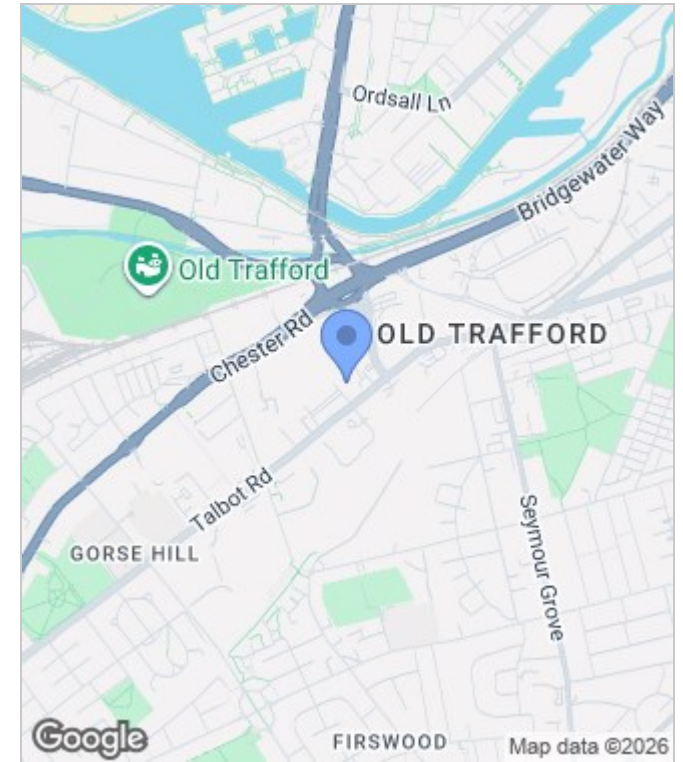 Ordsall Ln
Bridgewater Way
Old Trafford
Chester Rd
OLD TRAFFORD
Talbot Rd
Seymour Grove
GORSE HILL
FIRSWOOD
Google
Map data ©2026